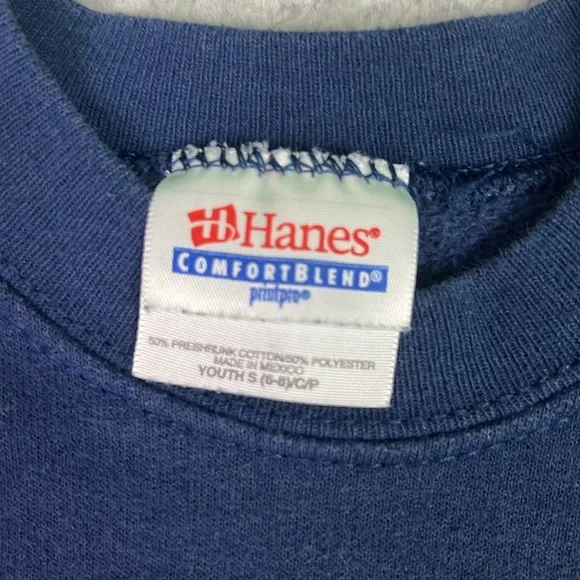 Hanes®
COMFORTBLEND®
printpro®
50% PRESHRUNK COTTON/50% POLYESTER
MADE IN MEXICO
YOUTH S (6-8)/C/P